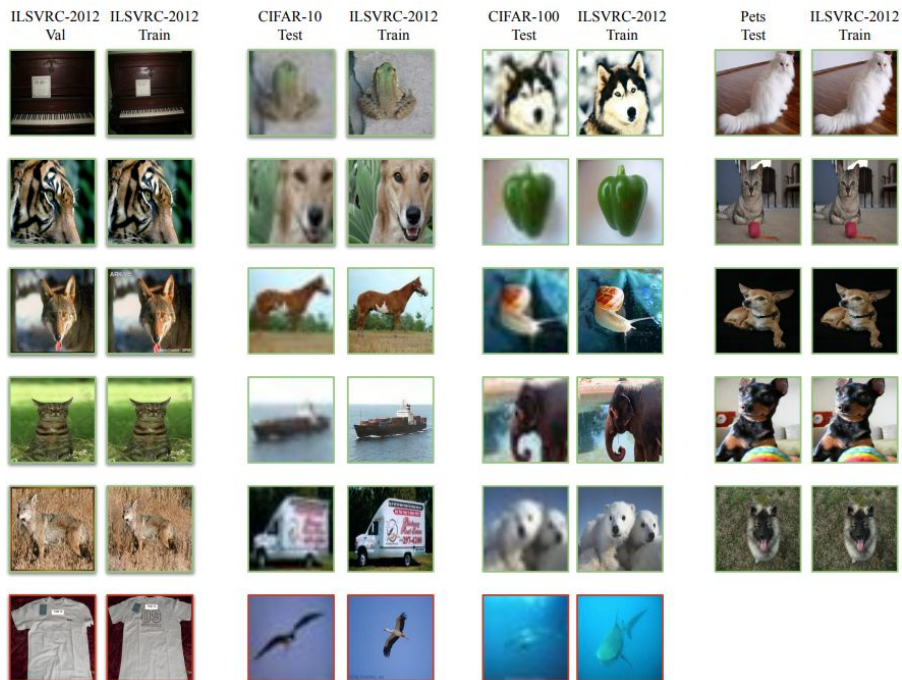 ILSVRC-2012 ILSVRC-2012 CIFAR-10 ILSVRC-2012 CIFAR-100 ILSVRC-2012 Pets ILSVRC-2012
Val Train Test Train Test Train Test Train